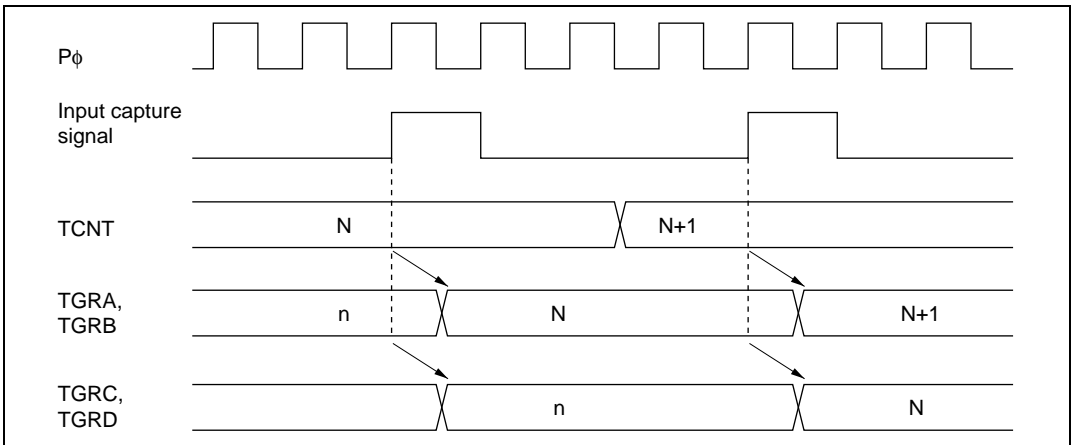 Pϕ
Input capture
signal
TCNT
N
N+1
TGRA,
TGRB
n
N
N+1
TGRC,
TGRD
n
N